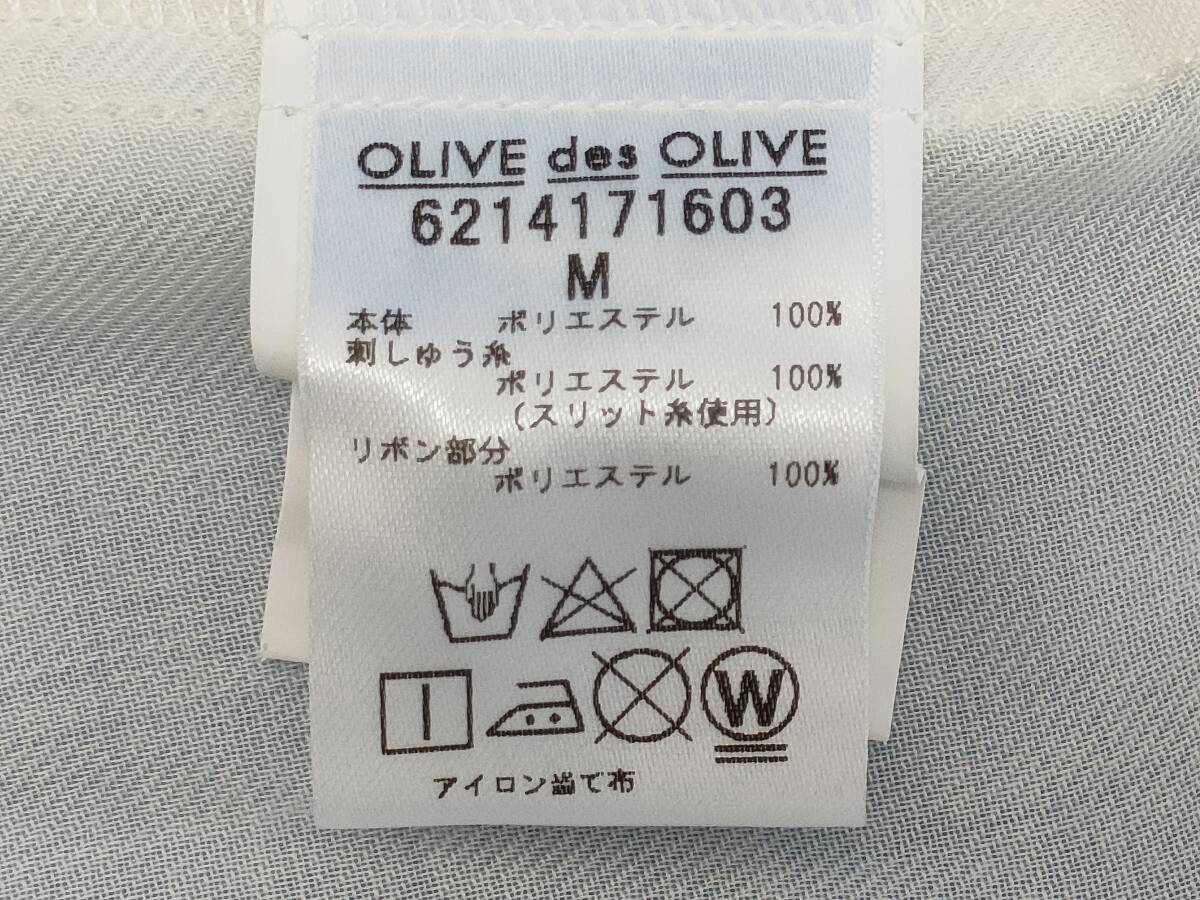 OLIVE des OLIVE
6214171603
M
本体 ポリエステル 100%
刺しゅう糸
ポリエステル 100%
(スリット糸使用)
リボン部分
ポリエステル 100%
W
アイロン当て布